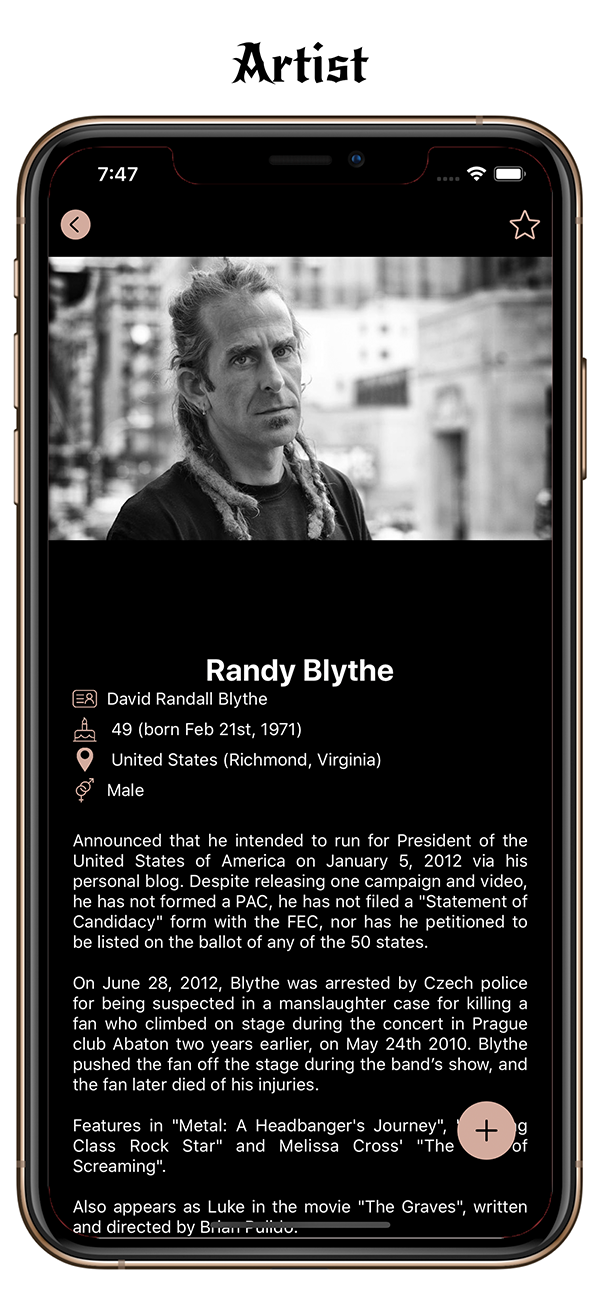 Artist
7:47
Randy Blythe
David Randall Blythe
49 (born Feb 21st, 1971)
United States (Richmond, Virginia)
Male
Announced that he intended to run for President of the
United States of America on January 5, 2012 via his
personal blog. Despite releasing one campaign and video,
he has not formed a PAC, he has not filed a "Statement of
Candidacy" form with the FEC, nor has he petitioned to
be listed on the ballot of any of the 50 states.
On June 28, 2012, Blythe was arrested by Czech police
for being suspected in a manslaughter case for killing a
fan who climbed on stage during the concert in Prague
club Abaton two years earlier, on May 24th 2010. Blythe
pushed the fan off the stage during the band’s show, and
the fan later died of his injuries.
Features in "Metal: A Headbanger's Journey",
Class Rock Star" and Melissa Cross' "The of
Screaming".
Also appears as Luke in the movie "The Graves", written
and directed by Brian Pulido.